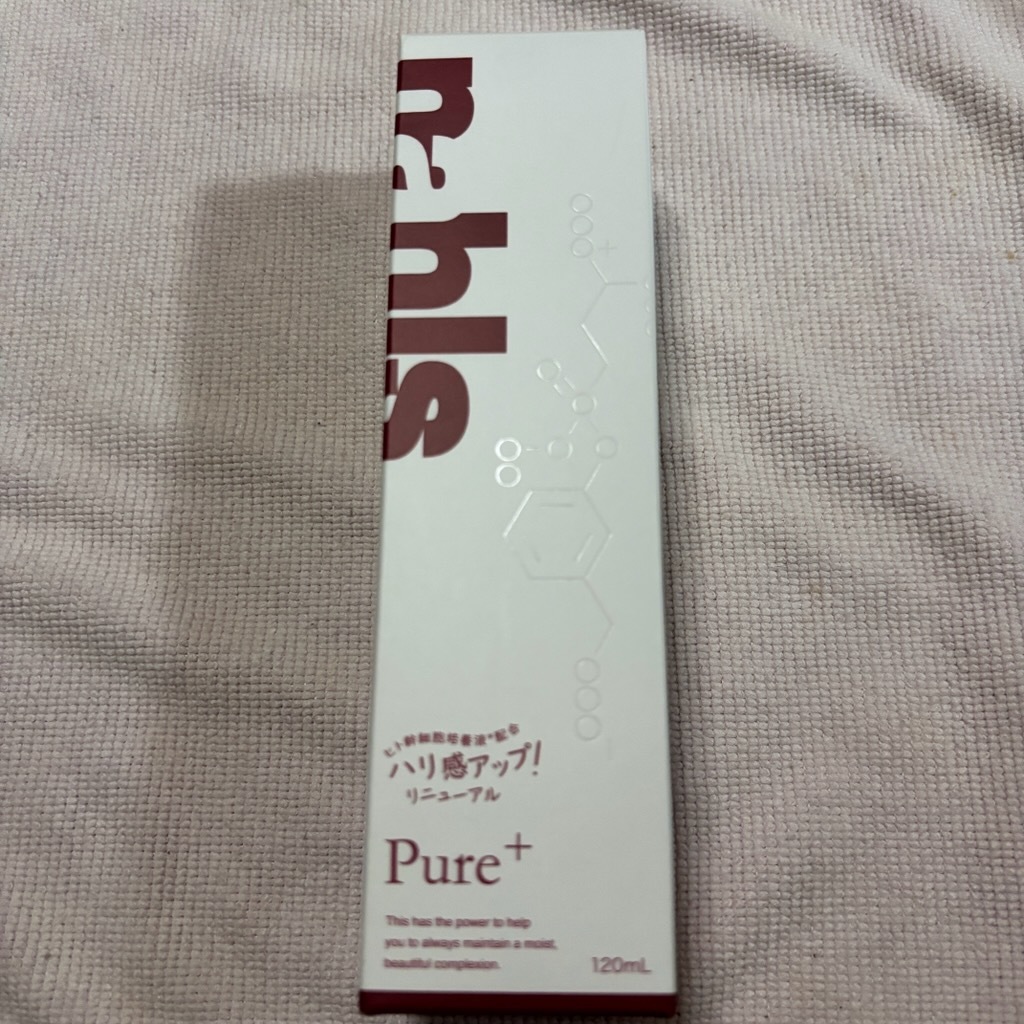 nahls
ヒト幹細胞培養液*配合
ハリ感アップ!
リニューアル
Pure+
This has the power to help
you to always maintain a moist,
beautiful complexion.
120mL